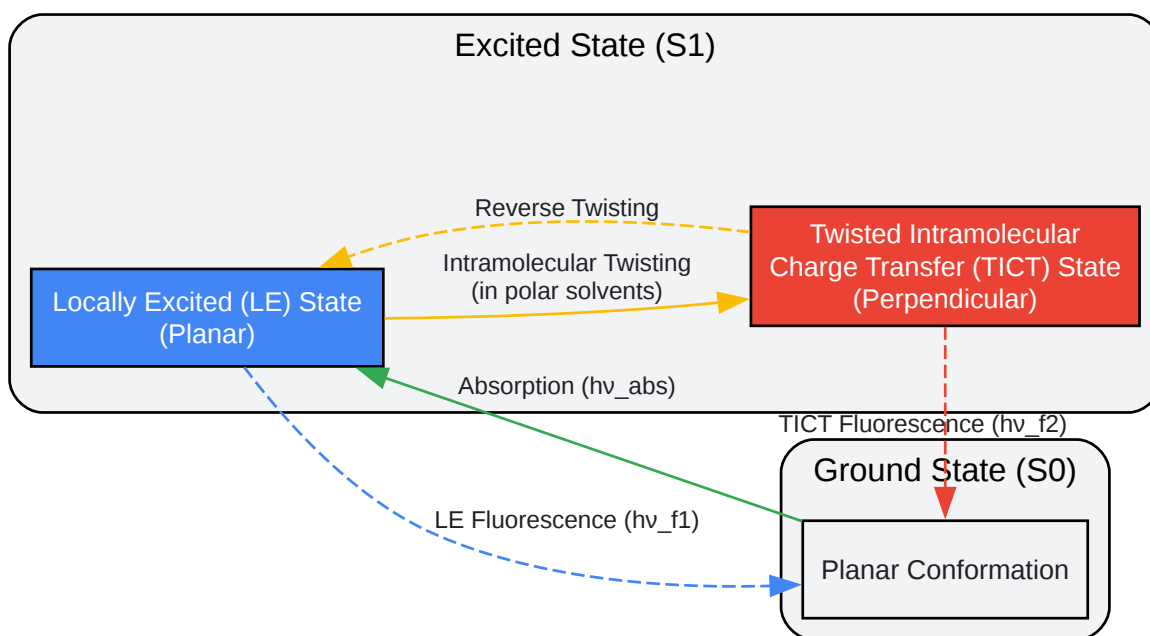 Excited State (S1)
Reverse Twisting
Twisted Intramolecular
Charge Transfer (TICT) State
(Perpendicular)
Intramolecular Twisting
(in polar solvents)
Locally Excited (LE) State
(Planar)
Absorption (hν_abs)
TICT Fluorescence (hν_f2)
Ground State (S0)
LE Fluorescence (hν_f1)
Planar Conformation